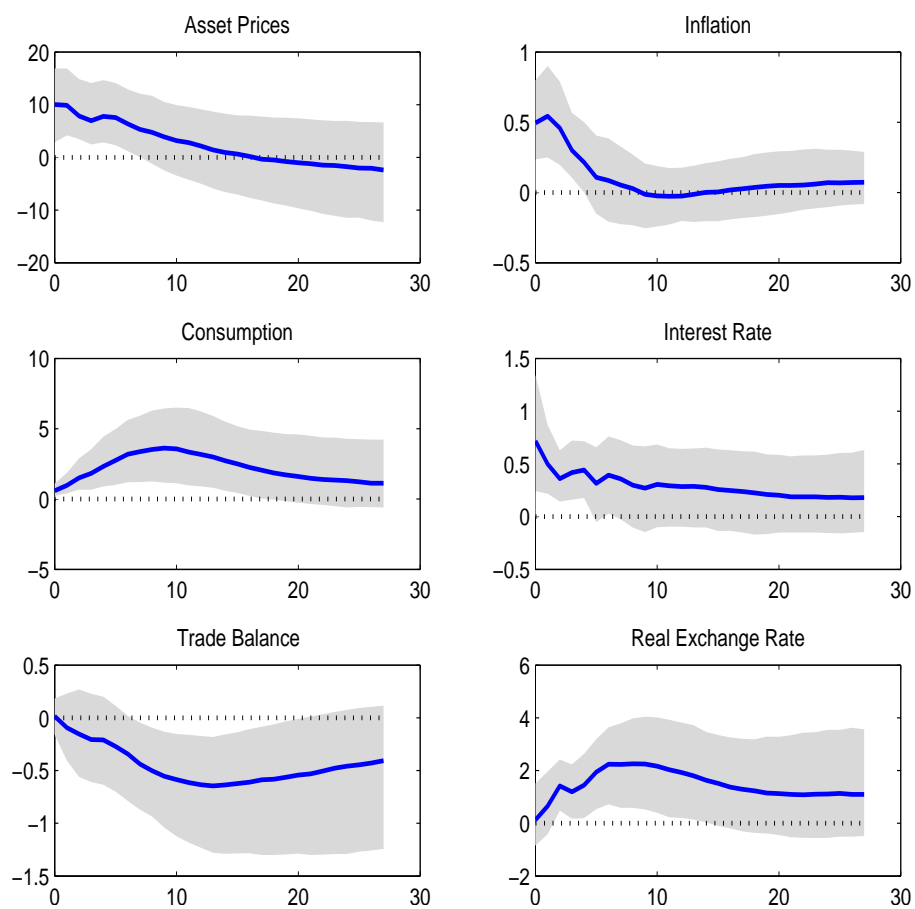 Asset Prices
20
10
0
−10
−20
0 10 20 30
Inflation
1
0.5
0
−0.5
0 10 20 30
Consumption
10
5
0
−5
0 10 20 30
Interest Rate
1.5
1
0.5
0
−0.5
0 10 20 30
Trade Balance
0.5
0
−0.5
−1
−1.5
0 10 20 30
Real Exchange Rate
6
4
2
0
−2
0 10 20 30